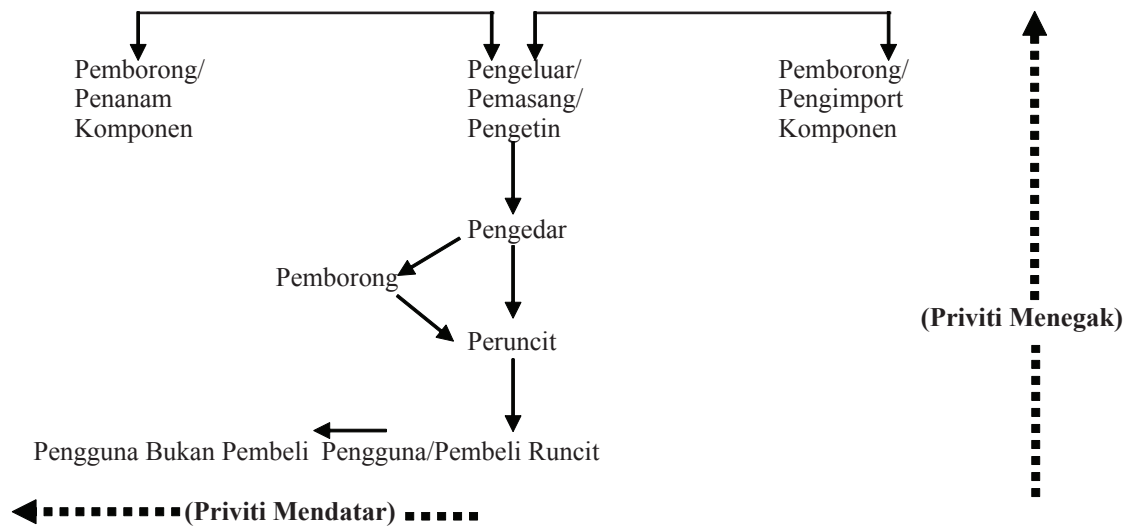 Pemborong/
Penanam
Komponen
Pengeluar/
Pemasang/
Pengetin
Pemborong/
Pengimport
Komponen
Pengedar
Pemborong
(Priviti Menegak)
Peruncit
Pengguna Bukan Pembeli Pengguna/Pembeli Runcit
(Priviti Mendatar)